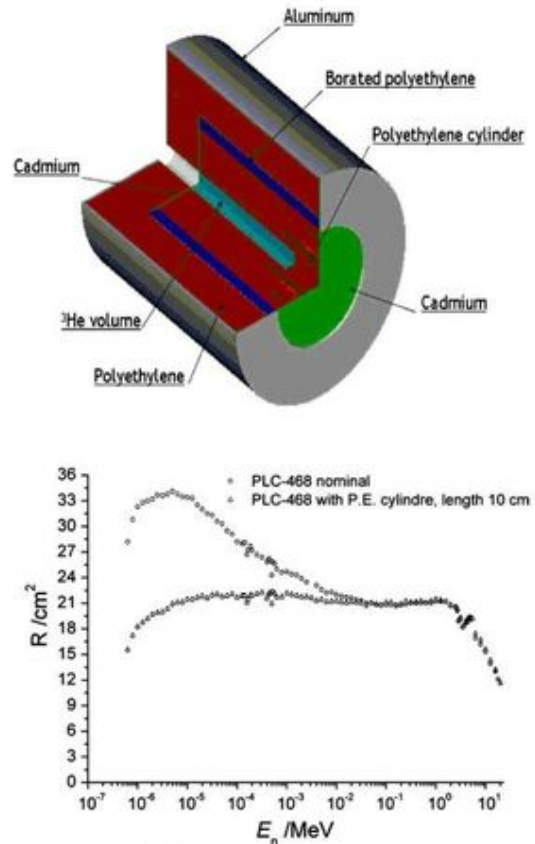 Aluminum
Borated polyethylene
Polyethylene cylinder
Cadmium
³He volume
Cadmium
Polyethylene
36
33
30
27
24
21
18
15
12
9
6
3
0
R /cm²
PLC-468 nominal
PLC-468 with P.E. cylindre, length 10 cm
10⁻⁷ 10⁻⁶ 10⁻⁵ 10⁻⁴ 10⁻³ 10⁻² 10⁻¹ 10⁰ 10¹
Eₙ /MeV